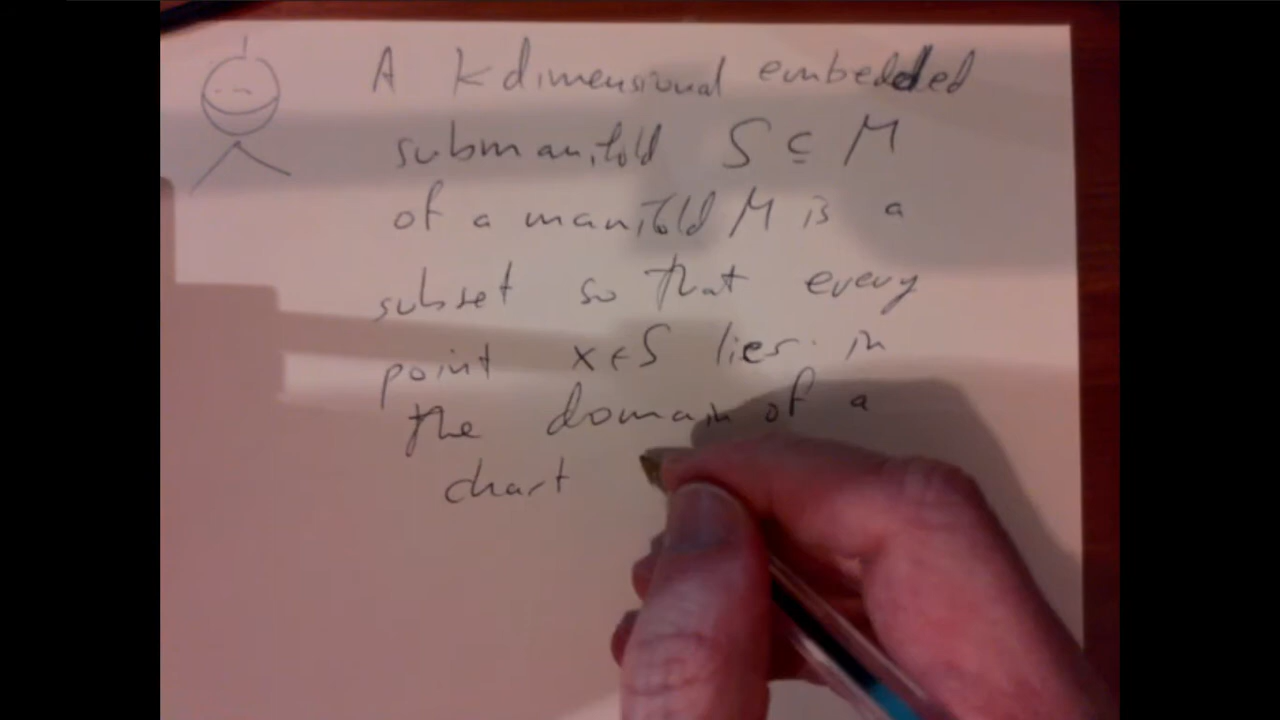 A k dimensional embedded
submanifold S ⊆ M
of a manifold M is a
subset so that every
point x ∈ S lies in
the domain of a
chart